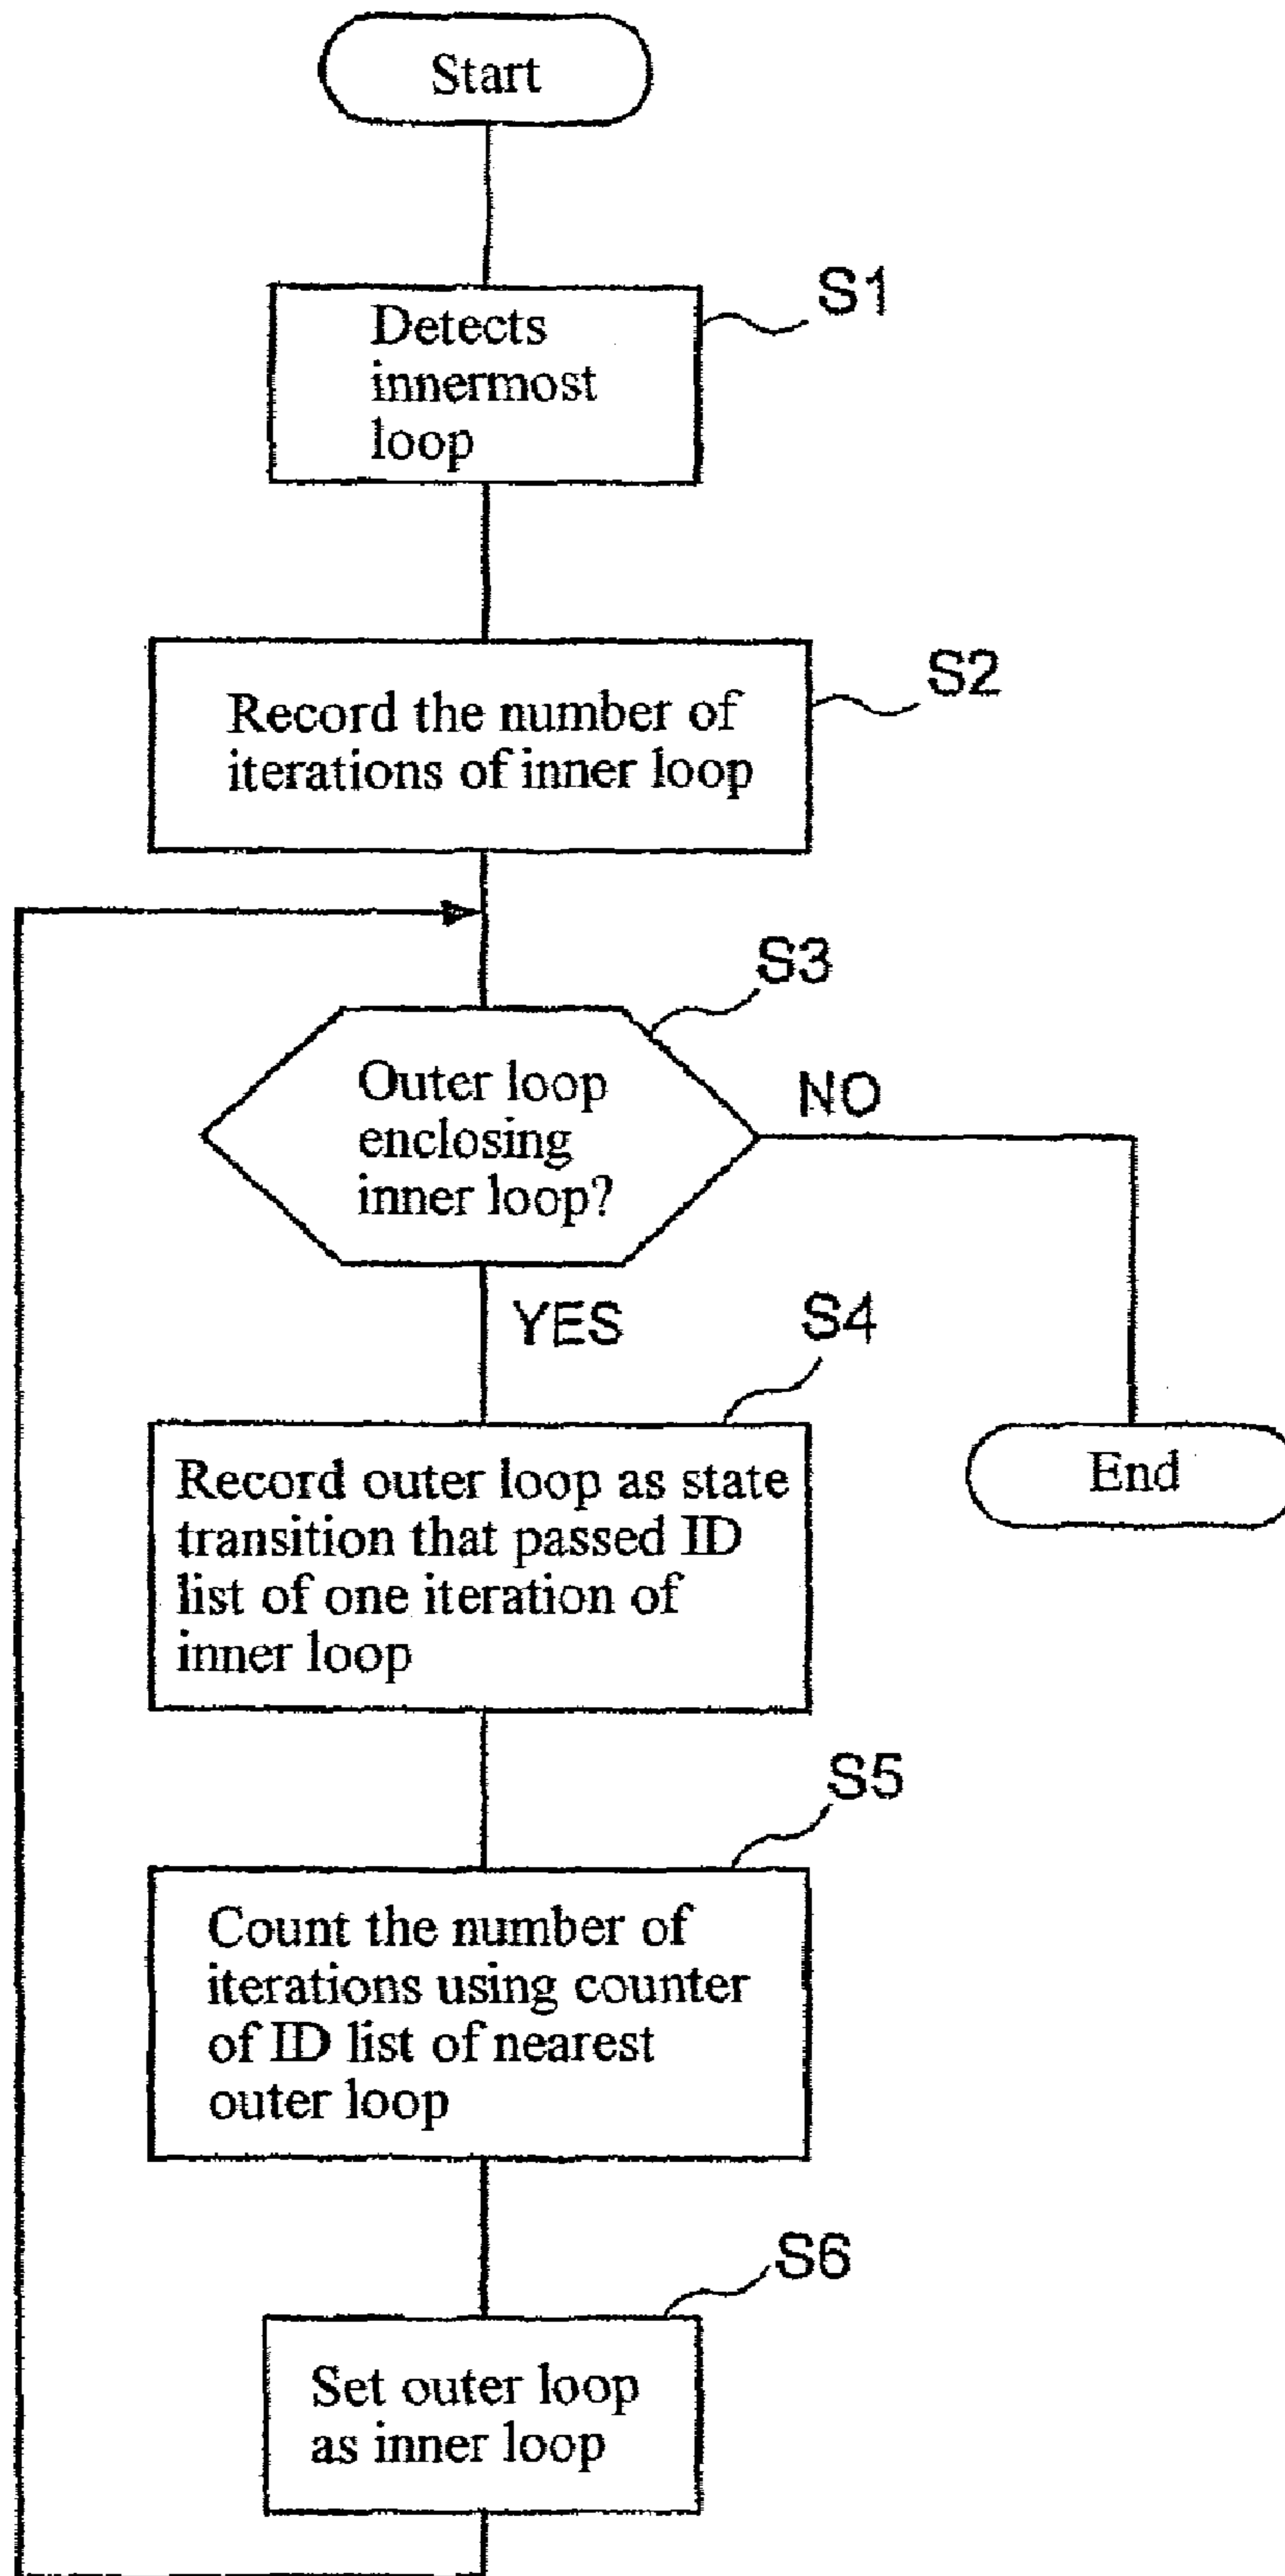 Start
S1
Detects
innermost
loop
S2
Record the number of
iterations of inner loop
S3
Outer loop
enclosing
inner loop?
NO
YES
S4
Record outer loop as state
transition that passed ID
list of one iteration of
inner loop
End
S5
Count the number of
iterations using counter
of ID list of nearest
outer loop
S6
Set outer loop
as inner loop